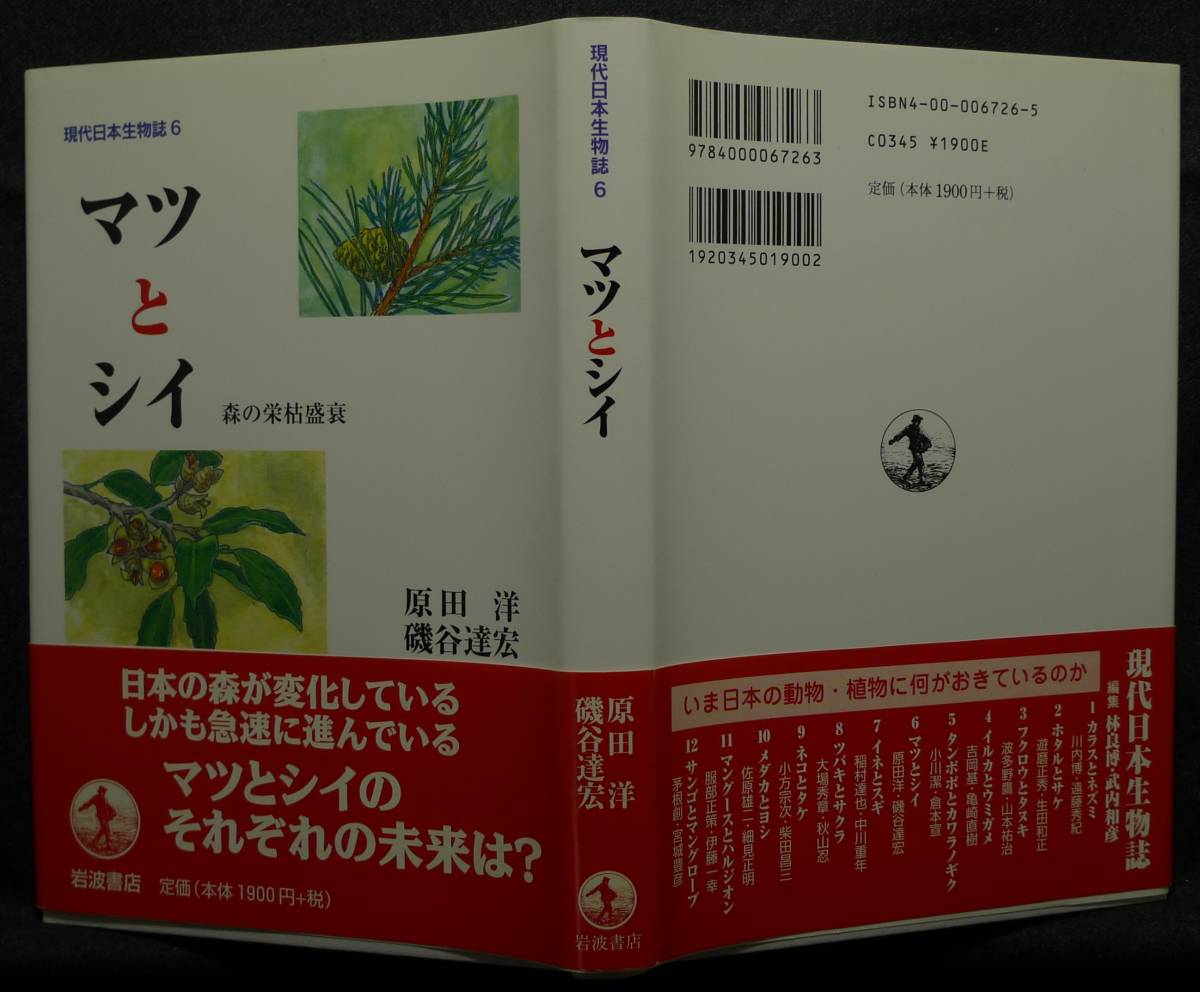 現代日本生物誌 6
マツ
と
シイ
森の栄枯盛衰
原田 洋
磯谷達宏
日本の森が変化している
しかも急速に進んでいる
マツとシイの
それぞれの未来は?
岩波書店
定価(本体1900円+税)
現代日本生物誌 6
マツとシイ
原田 洋
磯谷達宏
岩波書店
9784000067263
1920345019002
ISBN4-00-006726-5
C0345 ¥1900E
定価(本体1900円+税)
現代日本生物誌
編集 林良博・武内和彦
いま日本の動物・植物に何がおきているのか
1 カラスとネズミ
川内博・遠藤秀紀
2 ホタルとサケ
遊磨正秀・生田和正
3 フクロウとタヌキ
波多野鷹・山本祐治
4 イルカとウミガメ
吉岡基・亀崎直樹
5 タンポポとカワラノギク
小川潔・倉本宣
6 マツとシイ
原田洋・磯谷達宏
7 イネとスギ
稲村達也・中川重年
8 ツバキとサクラ
大場秀章・秋山忍
9 ネコとタケ
小方宗次・柴田昌三
10 メダカとヨシ
佐原雄二・細見正明
11 マングースとハルジオン
服部正策・伊藤一幸
12 サンゴとマングローブ
茅根創・宮城豊彦